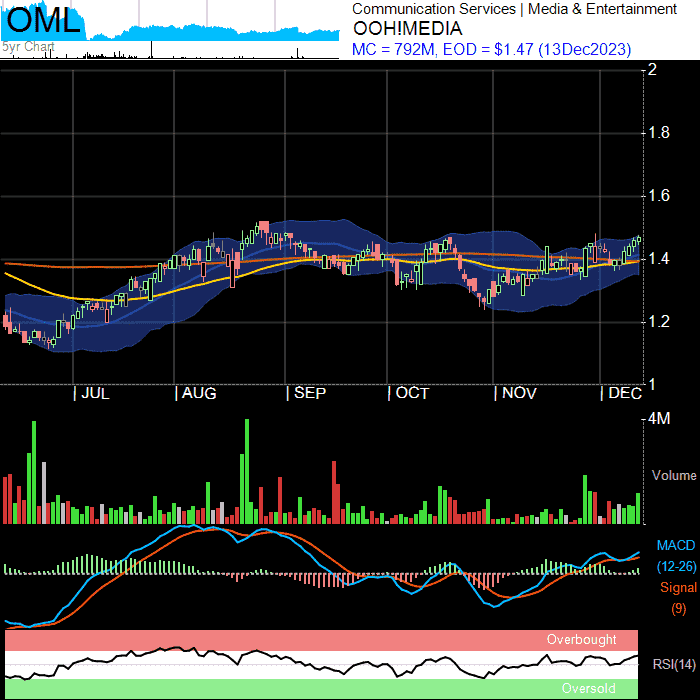 OML
5yr Chart
Communication Services | Media & Entertainment
OOH!MEDIA
MC = 792M, EOD = $1.47 (13Dec2023)
2
1.8
1.6
1.4
1.2
1
JUL AUG SEP OCT NOV DEC
4M
Volume
MACD
(12-26)
Signal
(9)
Overbought
RSI(14)
Oversold